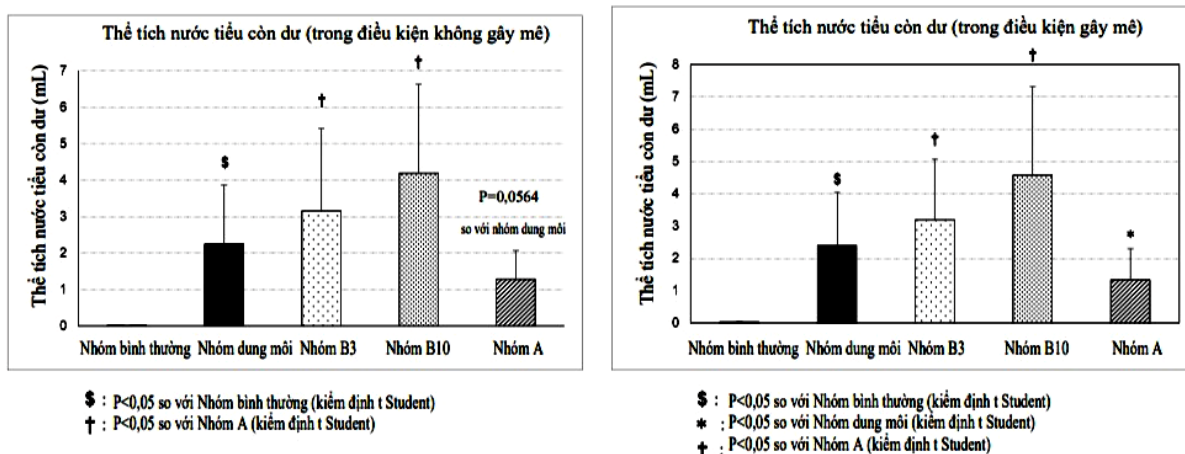 Thể tích nước tiểu còn dư (trong điều kiện không gây mê)
Thể tích nước tiểu còn dư (mL)
7
6
5
4
3
2
1
0
$
†
†
P=0,0564
so với nhóm dung môi
Nhóm bình thường Nhóm dung môi Nhóm B3 Nhóm B10 Nhóm A
$ : P<0,05 so với Nhóm bình thường (kiểm định t Student)
† : P<0,05 so với Nhóm A (kiểm định t Student)
Thể tích nước tiểu còn dư (trong điều kiện gây mê)
Thể tích nước tiểu còn dư (mL)
8
7
6
5
4
3
2
1
0
$
†
†
*
Nhóm bình thường Nhóm dung môi Nhóm B3 Nhóm B10 Nhóm A
$ : P<0,05 so với Nhóm bình thường (kiểm định t Student)
* : P<0,05 so với Nhóm dung môi (kiểm định t Student)
† : P<0,05 so với Nhóm A (kiểm định t Student)